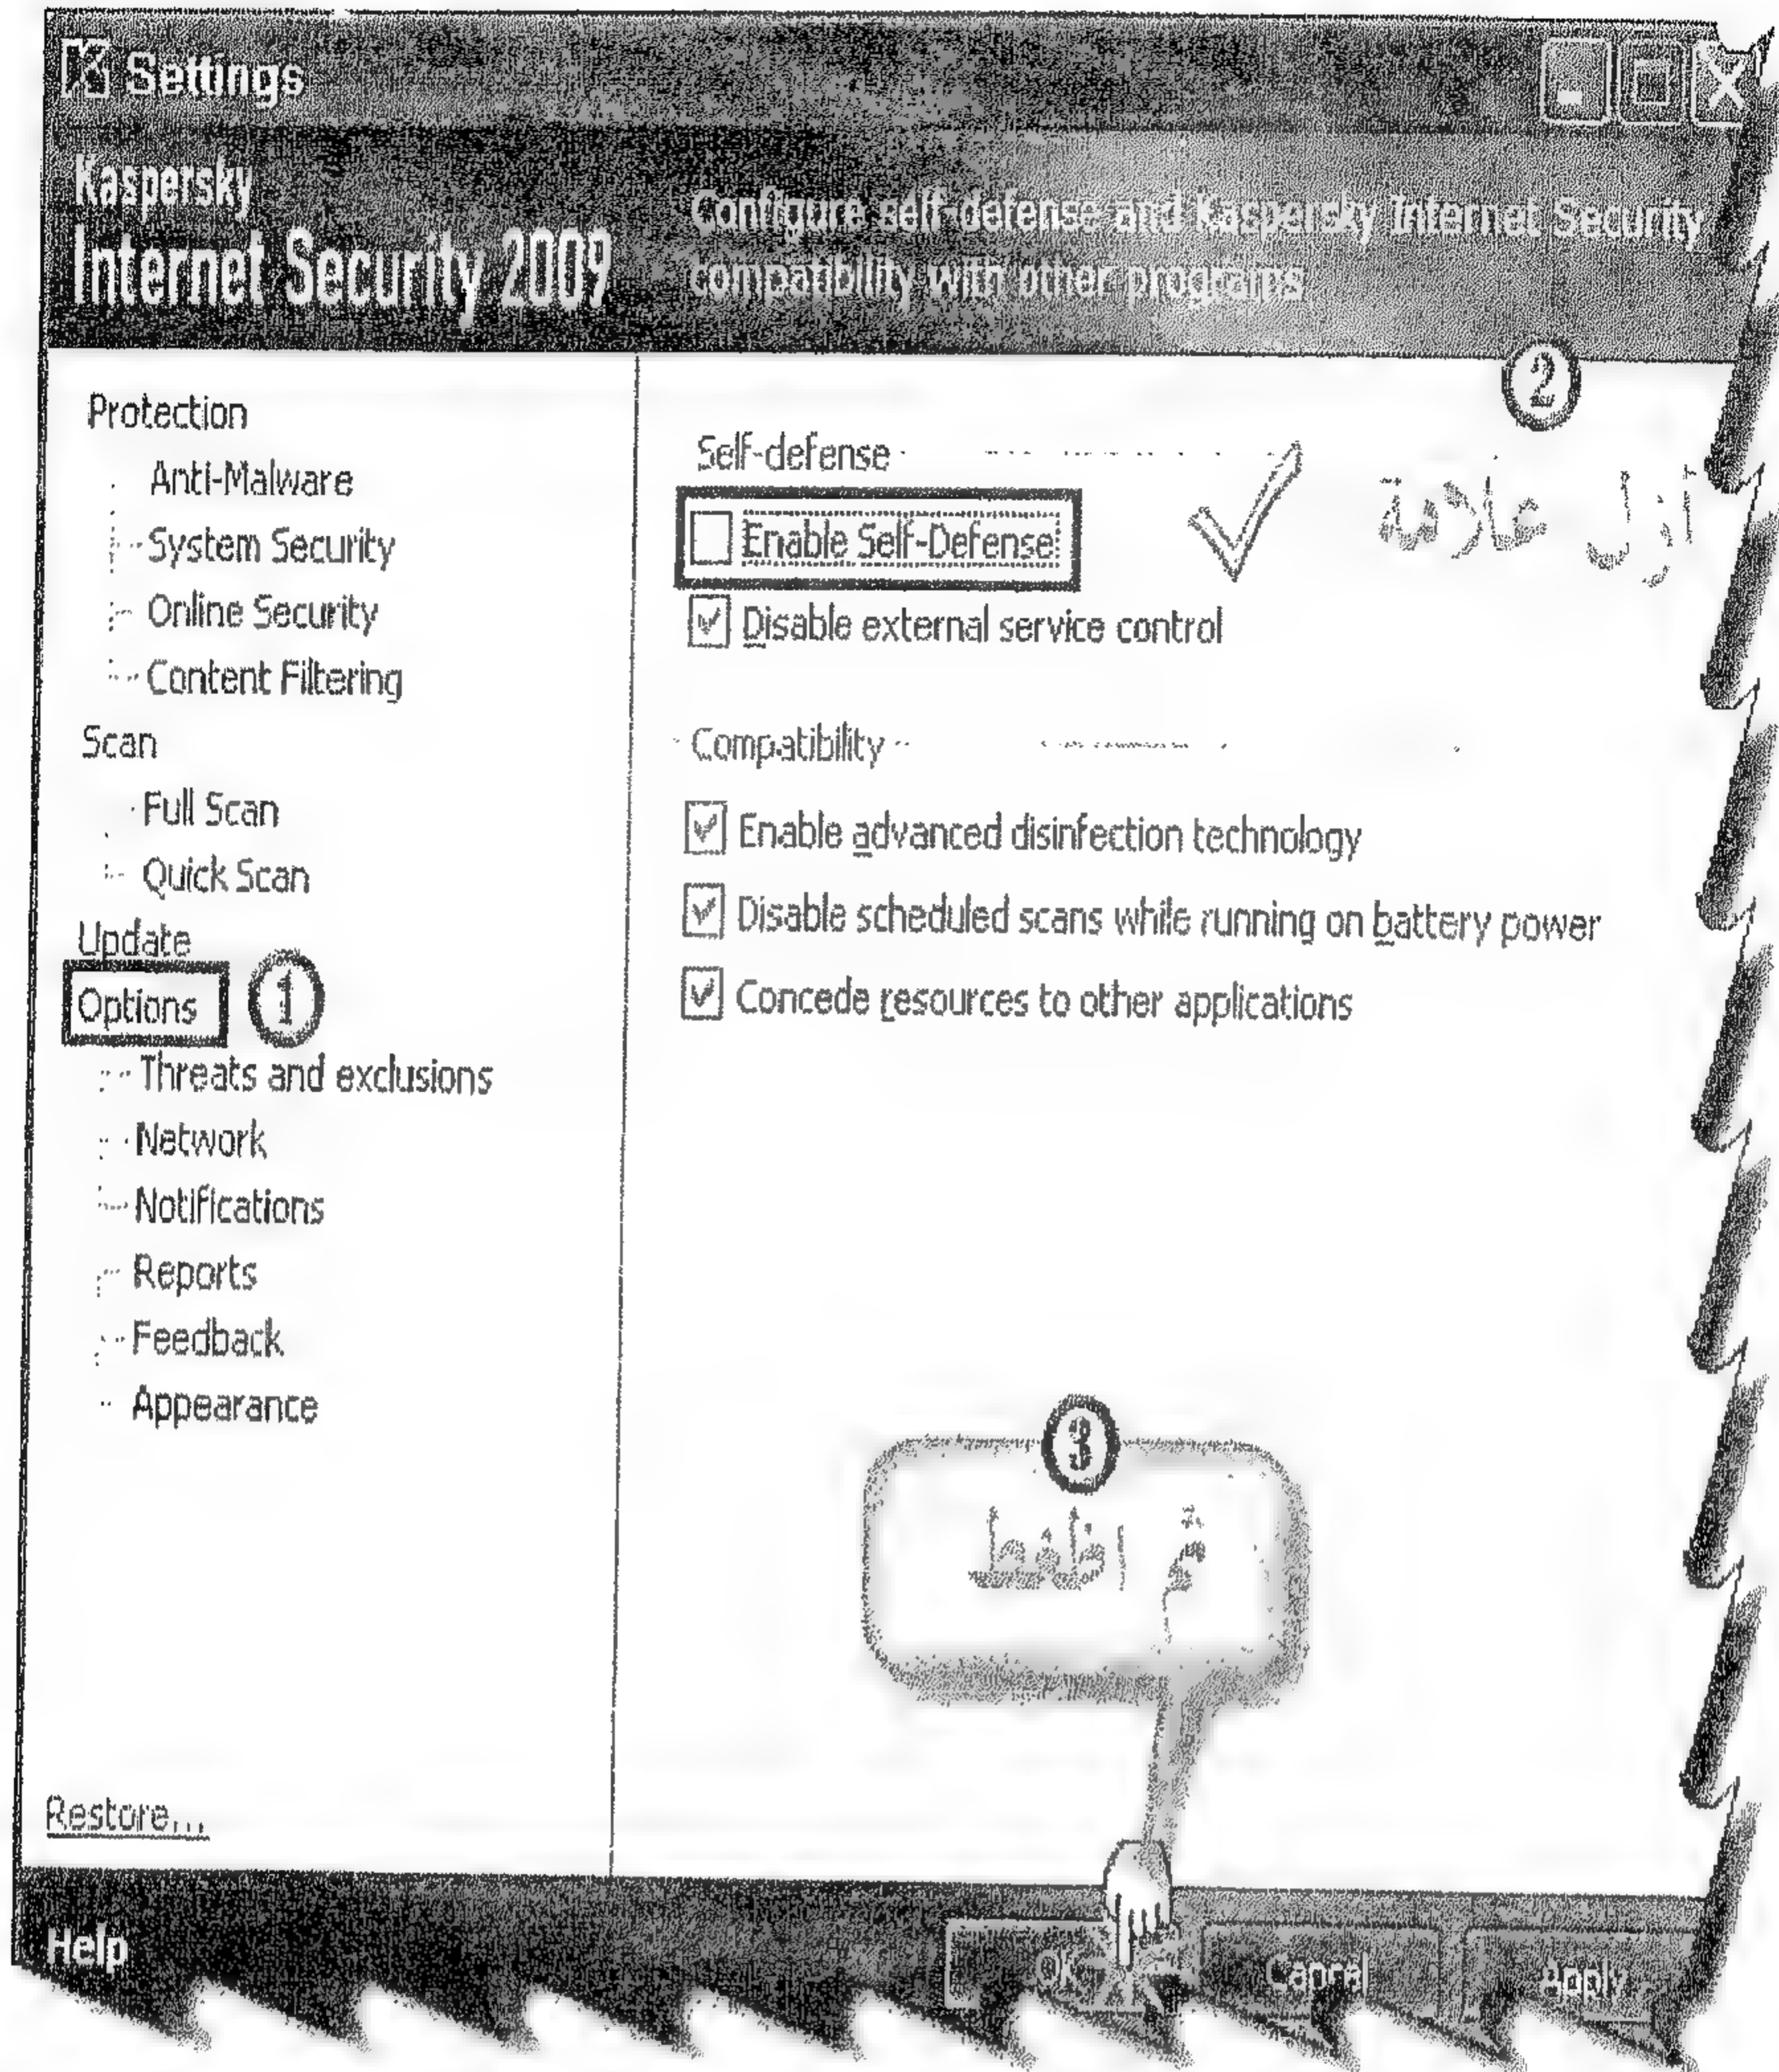 Settings
Kaspersky
Internet Security 2009
Configure self-defense and Kaspersky Internet Security
compatibility with other programs
Protection
Anti-Malware
System Security
Online Security
Content Filtering
Scan
Full Scan
Quick Scan
Update
Options
1
Threats and exclusions
Network
Notifications
Reports
Feedback
Appearance
Restore...
2
Self-defense
أزل علامة
Enable Self-Defense
Disable external service control
Compatibility
Enable advanced disinfection technology
Disable scheduled scans while running on battery power
Concede resources to other applications
3
ثم اظغط
Help
OK
Cancel
Apply